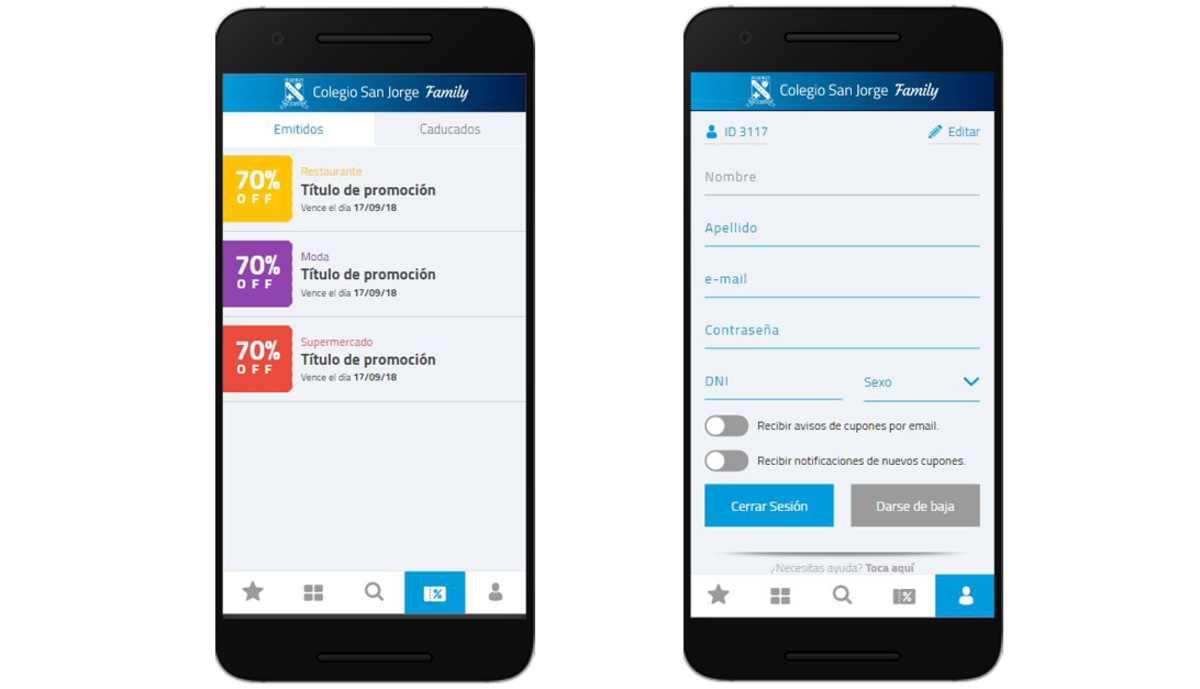 Colegio San Jorge Family
Emitidos
Caducados
70%
OFF
Restaurante
Título de promoción
Vence el día 17/09/18
70%
OFF
Moda
Título de promoción
Vence el día 17/09/18
70%
OFF
Supermercado
Título de promoción
Vence el día 17/09/18
%
Colegio San Jorge Family
ID 3117
Editar
Nombre
Apellido
e-mail
Contraseña
DNI
Sexo
Recibir avisos de cupones por email.
Recibir notificaciones de nuevos cupones.
Cerrar Sesión
Darse de baja
¿Necesitas ayuda? Toca aquí
%